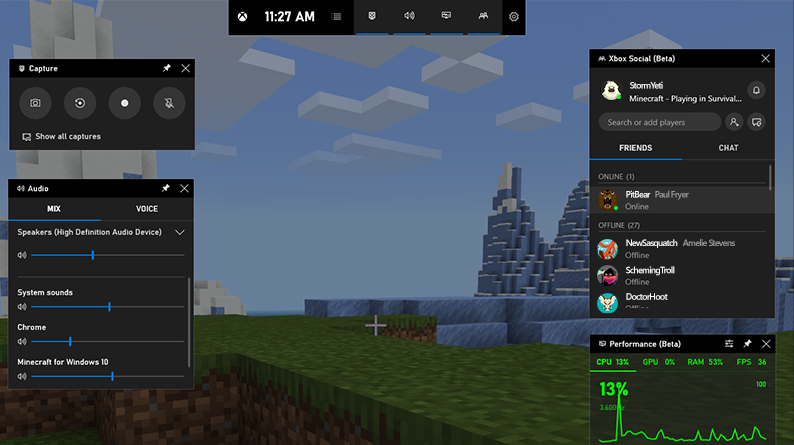 11:27 AM
Capture
Show all captures
Audio
MIX VOICE
Speakers (High Definition Audio Device)
System sounds
Chrome
Minecraft for Windows 10
Xbox Social (Beta)
StormYeti
Minecraft - Playing in Survival...
Search or add players
FRIENDS CHAT
ONLINE (1)
PitBear Paul Fryer
Online
OFFLINE (27)
NewSasquatch Amelie Stevens
Offline
SchemingTroll
Offline
DoctorHoot
Offline
Performance (Beta)
CPU 13% GPU 0% RAM 53% FPS 36
13% 100